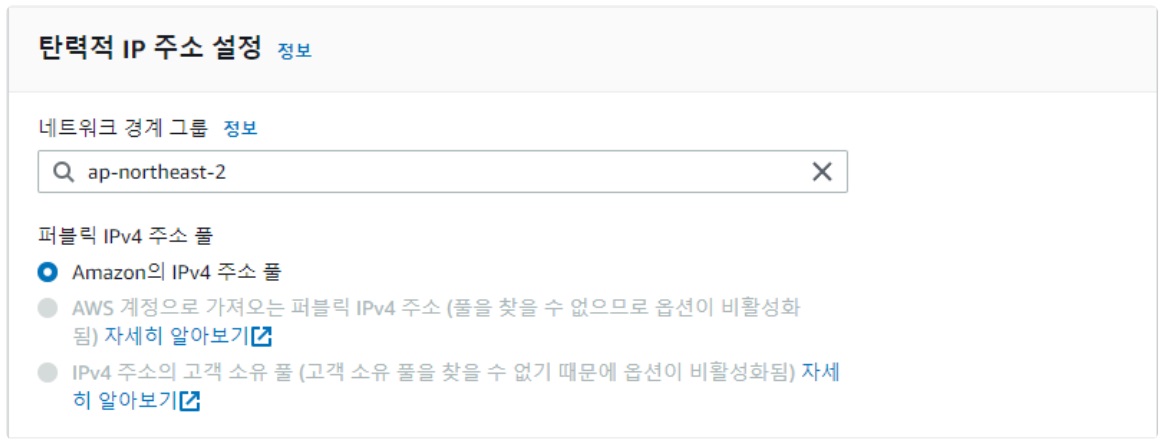 탄력적 IP 주소 설정 정보
네트워크 경계 그룹 정보
ap-northeast-2
퍼블릭 IPv4 주소 풀
Amazon의 IPv4 주소 풀
AWS 계정으로 가져오는 퍼블릭 IPv4 주소 (풀을 찾을 수 없으므로 옵션이 비활성화
됨) 자세히 알아보기
IPv4 주소의 고객 소유 풀 (고객 소유 풀을 찾을 수 없기 때문에 옵션이 비활성화됨) 자세
히 알아보기